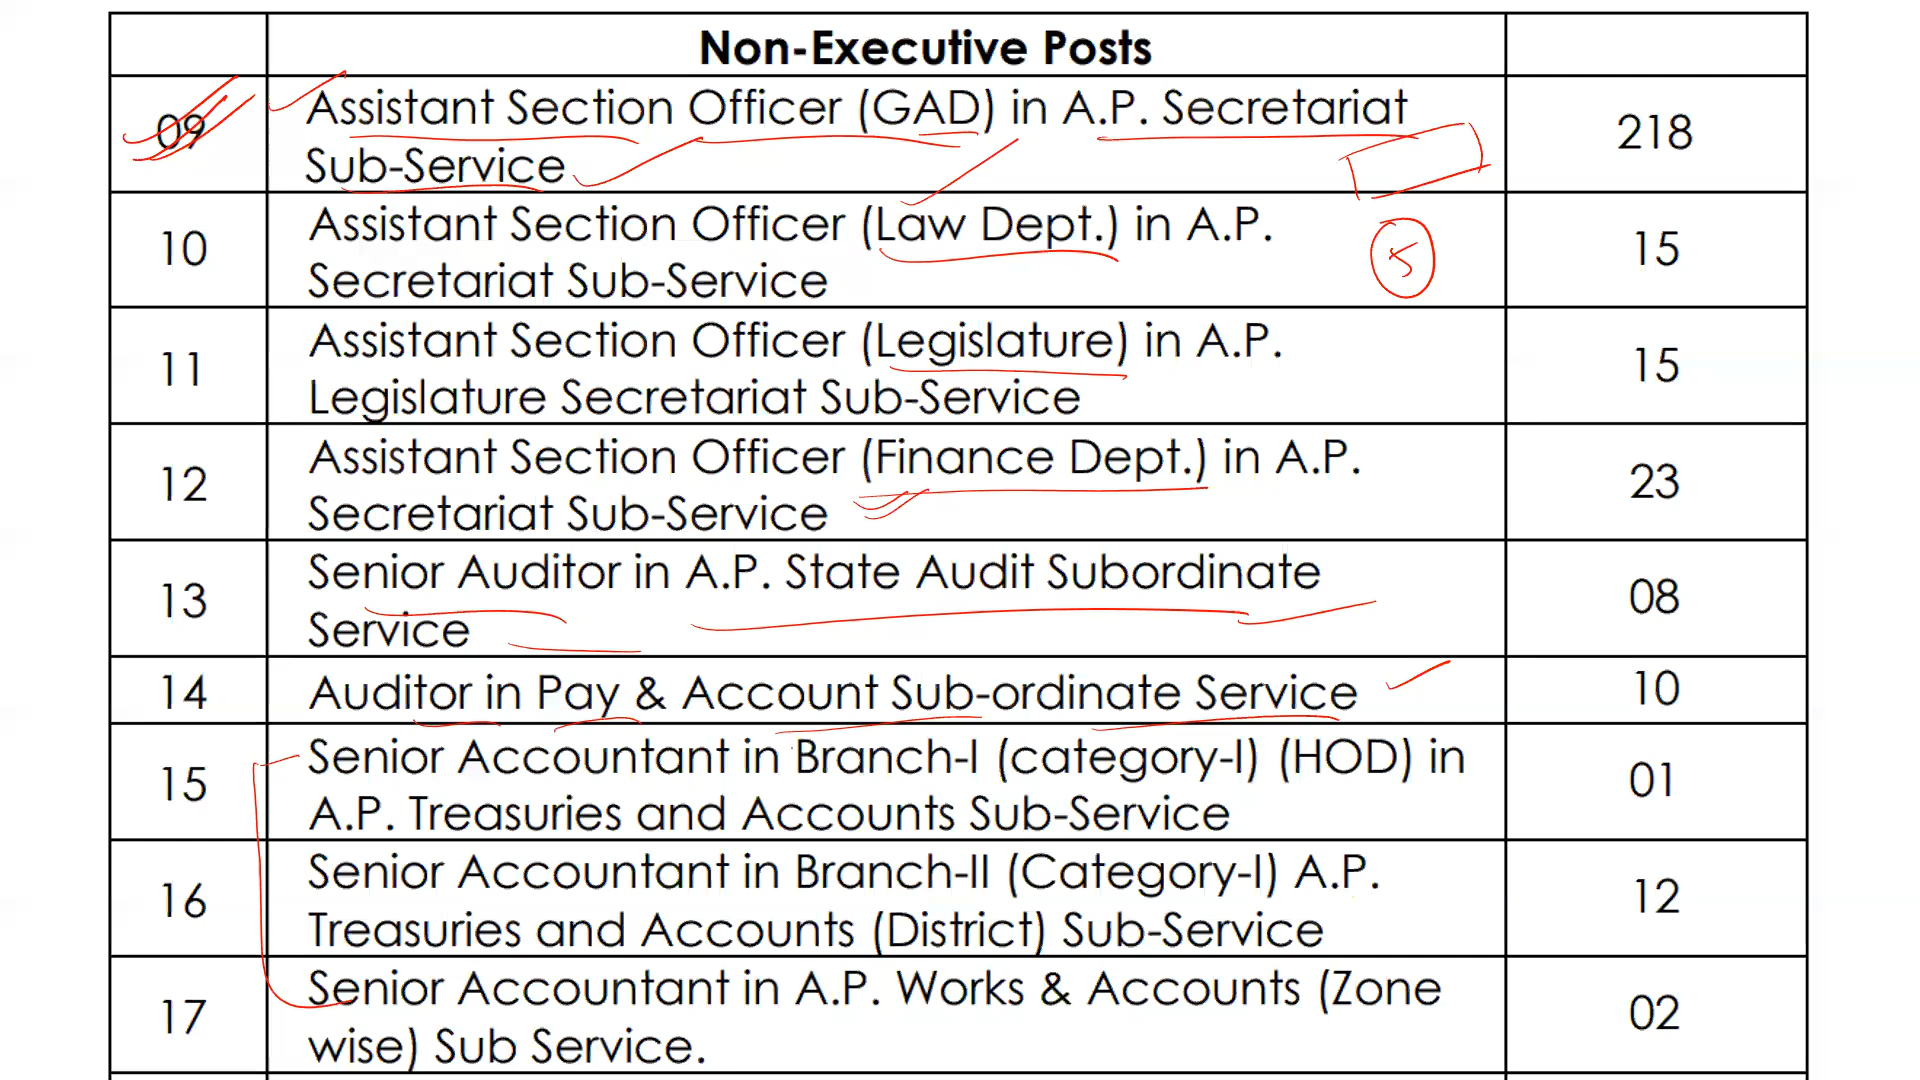 Non-Executive Posts
09
Assistant Section Officer (GAD) in A.P. Secretariat
Sub-Service
218
10
Assistant Section Officer (Law Dept.) in A.P.
Secretariat Sub-Service
5
15
11
Assistant Section Officer (Legislature) in A.P.
Legislature Secretariat Sub-Service
15
12
Assistant Section Officer (Finance Dept.) in A.P.
Secretariat Sub-Service
23
13
Senior Auditor in A.P. State Audit Subordinate
Service
08
14
Auditor in Pay & Account Sub-ordinate Service
10
15
Senior Accountant in Branch-I (category-I) (HOD) in
A.P. Treasuries and Accounts Sub-Service
01
16
Senior Accountant in Branch-II (Category-I) A.P.
Treasuries and Accounts (District) Sub-Service
12
17
Senior Accountant in A.P. Works & Accounts (Zone
wise) Sub Service.
02